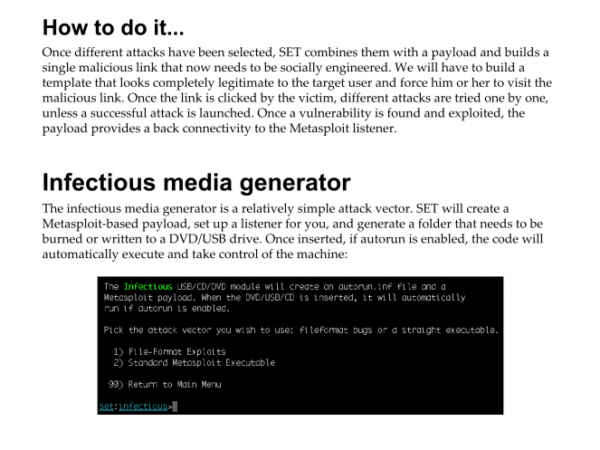 How to do it...
Once different attacks have been selected, SET combines them with a payload and builds a
single malicious link that now needs to be socially engineered. We will have to build a
template that looks completely legitimate to the target user and force him or her to visit the
malicious link. Once the link is clicked by the victim, different attacks are tried one by one,
unless a successful attack is launched. Once a vulnerability is found and exploited, the
payload provides a back connectivity to the Metasploit listener.
Infectious media generator
The infectious media generator is a relatively simple attack vector. SET will create a
Metasploit-based payload, set up a listener for you, and generate a folder that needs to be
burned or written to a DVD/USB drive. Once inserted, if autorun is enabled, the code will
automatically execute and take control of the machine:
The Infectious USB/CD/DVD module will create an autorun.inf file and a
Metasploit payload. When the DVD/USB/CD is inserted, it will automatically
run if autorun is enabled.
Pick the attack vector you wish to use: fileformat bugs or a straight executable.
1) File-Format Exploits
2) Standard Metasploit Executable
99) Return to Main Menu
set:infectious>